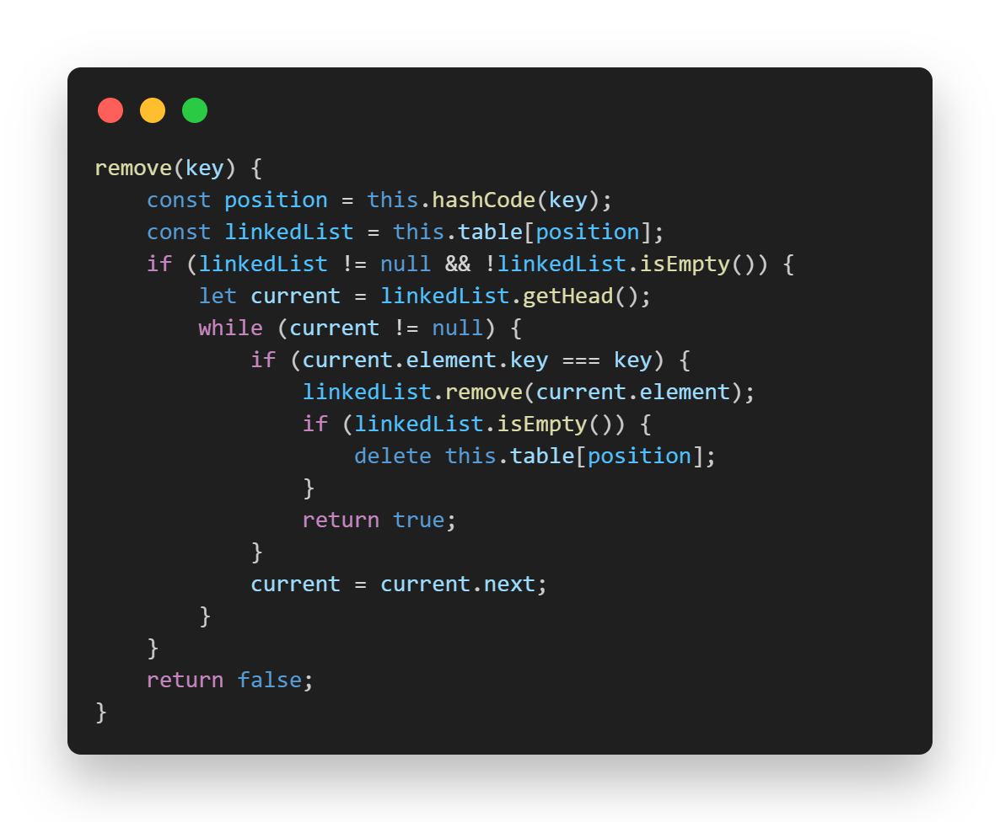 remove(key) {
    const position = this.hashCode(key);
    const linkedList = this.table[position];
    if (linkedList != null && !linkedList.isEmpty()) {
        let current = linkedList.getHead();
        while (current != null) {
            if (current.element.key === key) {
                linkedList.remove(current.element);
                if (linkedList.isEmpty()) {
                    delete this.table[position];
                }
                return true;
            }
            current = current.next;
        }
    }
    return false;
}